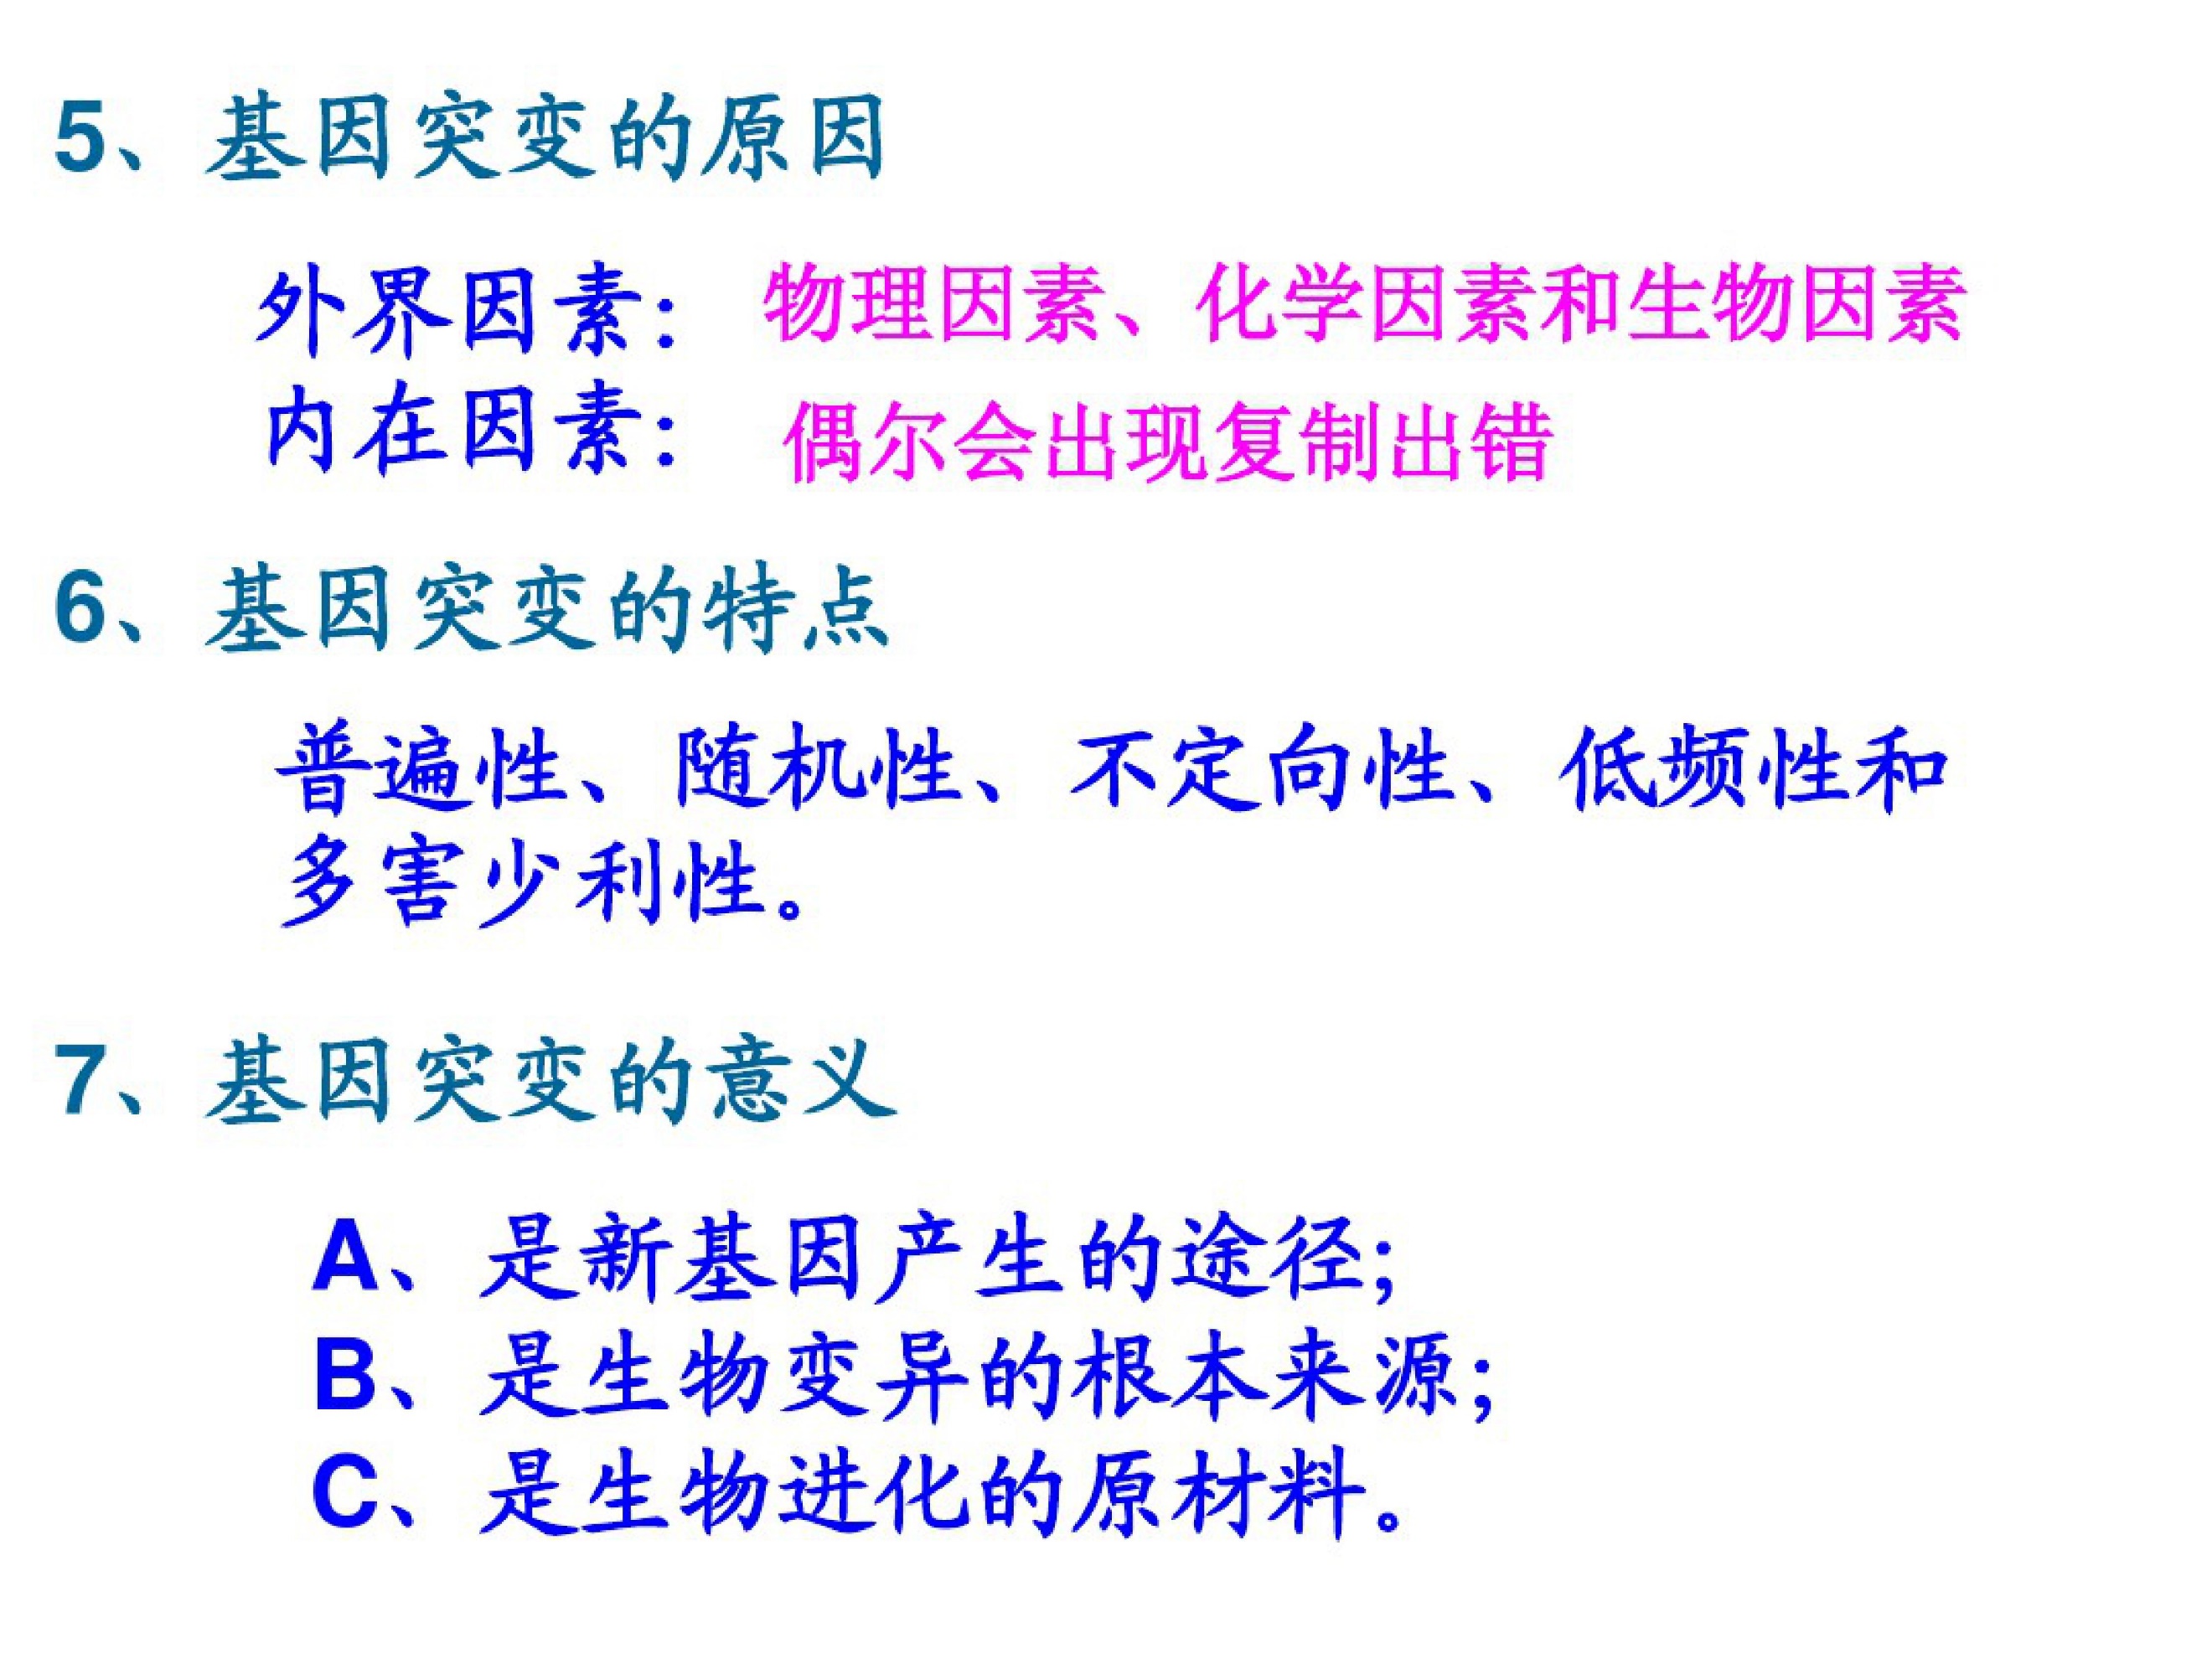 5、基因突变的原因
外界因素：物理因素、化学因素和生物因素
内在因素：偶尔会出现复制出错
6、基因突变的特点
普遍性、随机性、不定向性、低频性和
多害少利性。
7、基因突变的意义
A、是新基因产生的途径；
B、是生物变异的根本来源；
C、是生物进化的原材料。